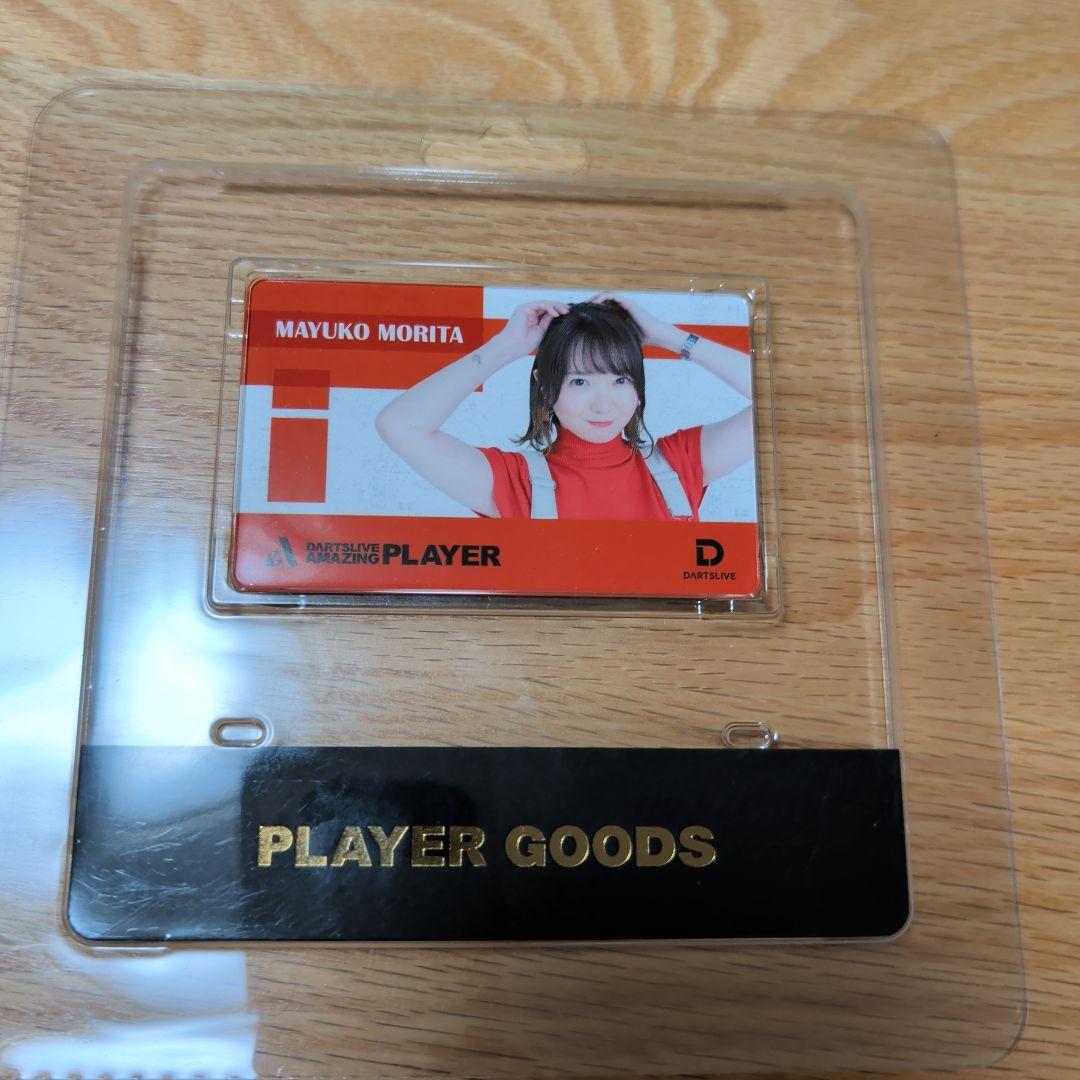 MAYUKO MORITA
DARTSLIVE
AMAZING PLAYER
DARTSLIVE
PLAYER GOODS